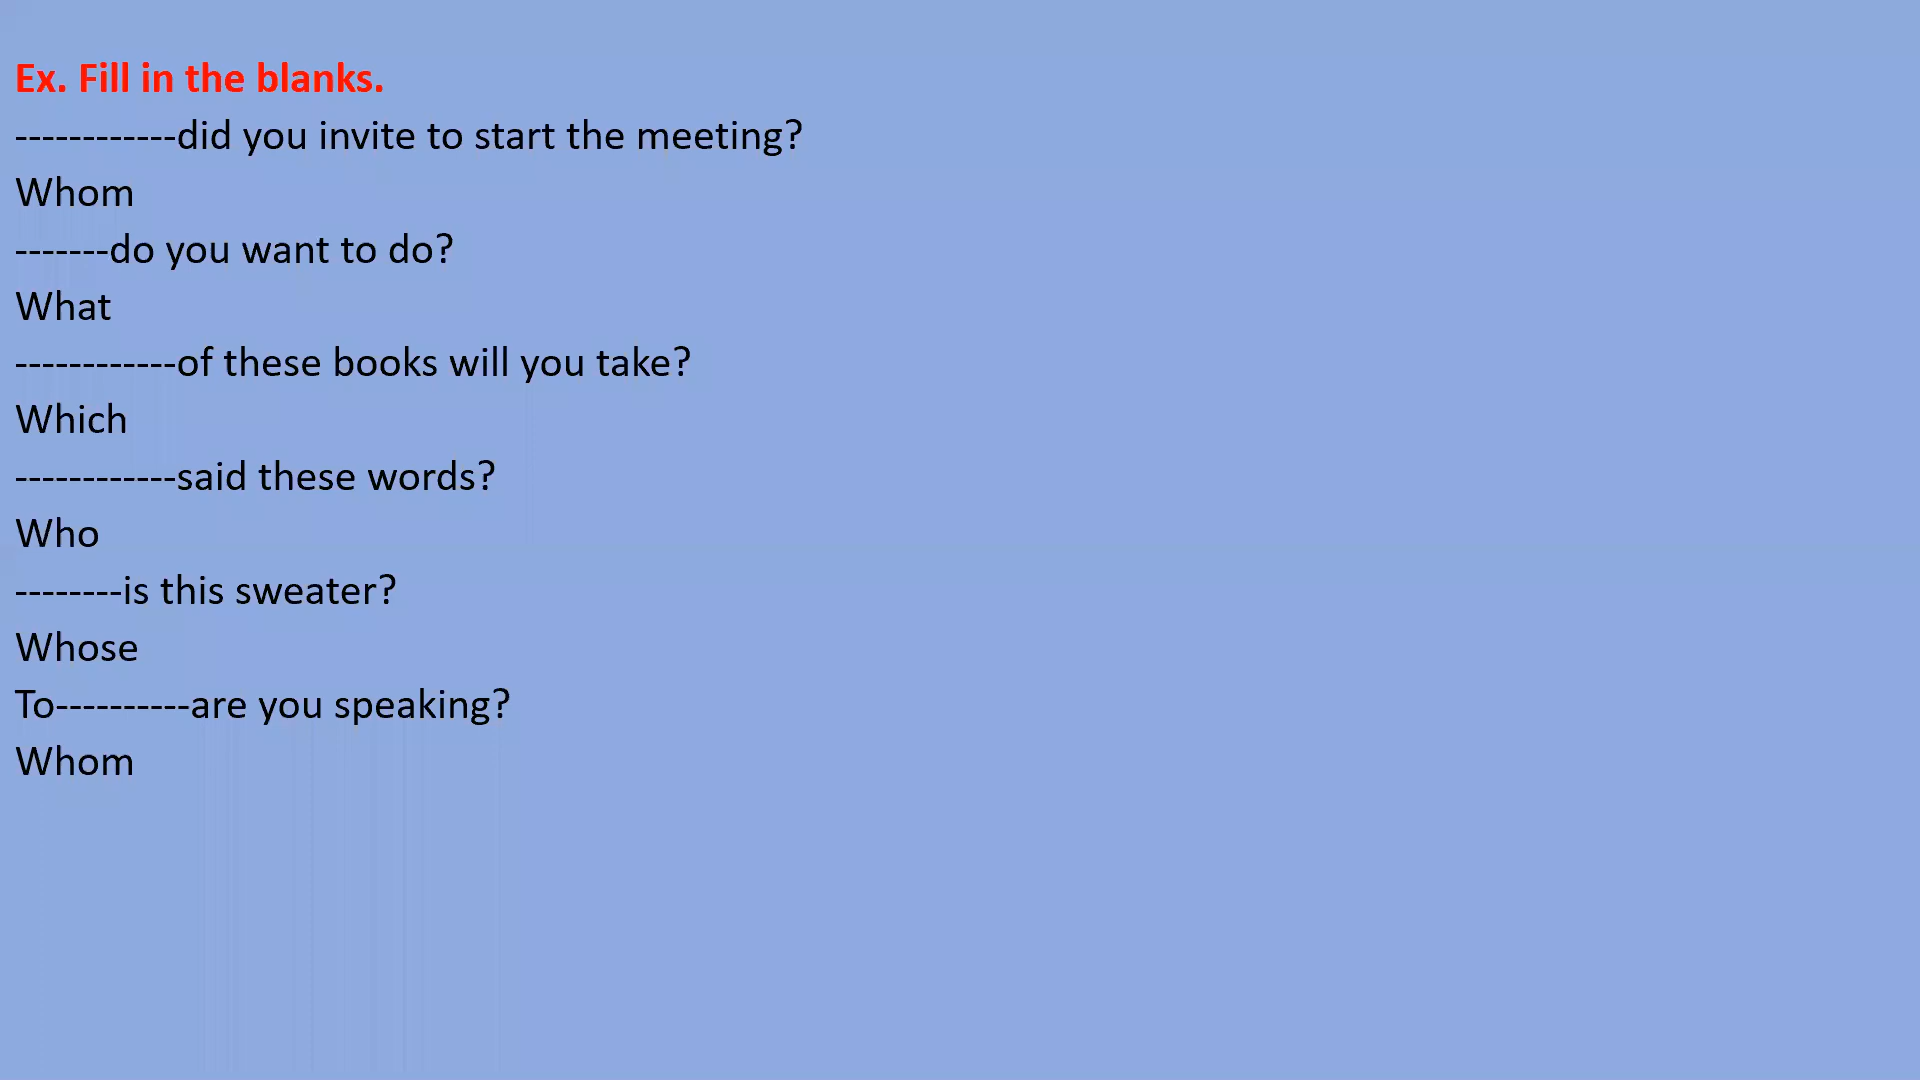 Ex. Fill in the blanks.
------------did you invite to start the meeting?
Whom
-------do you want to do?
What
------------of these books will you take?
Which
------------said these words?
Who
--------is this sweater?
Whose
To----------are you speaking?
Whom